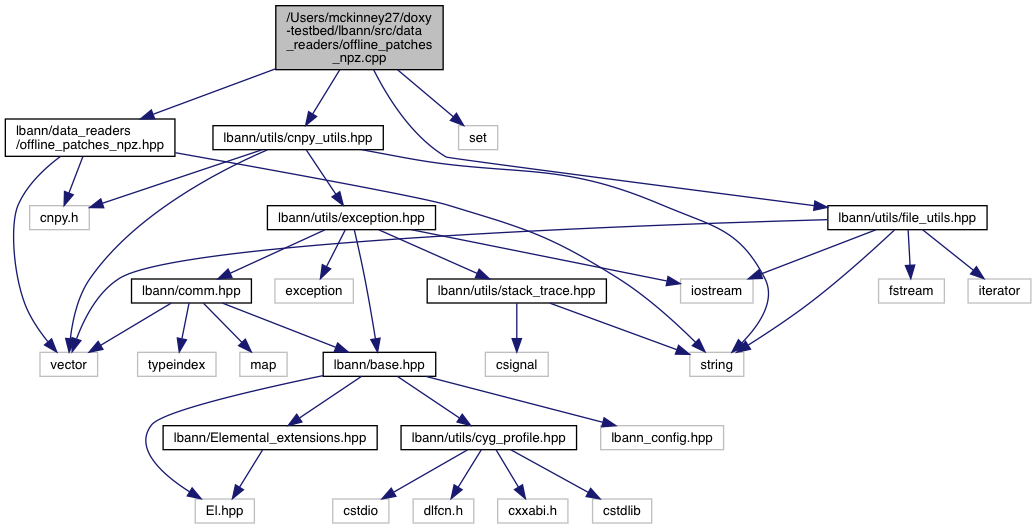 /Users/mckinney27/doxy
-testbed/lbann/src/data
_readers/offline_patches
_npz.cpp
lbann/data_readers
/offline_patches_npz.hpp
lbann/utils/cnpy_utils.hpp
set
cnpy.h
lbann/utils/exception.hpp
lbann/utils/file_utils.hpp
lbann/comm.hpp
exception
lbann/utils/stack_trace.hpp
iostream
fstream
iterator
vector
typeindex
map
lbann/base.hpp
csignal
string
lbann/Elemental_extensions.hpp
lbann/utils/cyg_profile.hpp
lbann_config.hpp
El.hpp
cstdio
dlfcn.h
cxxabi.h
cstdlib